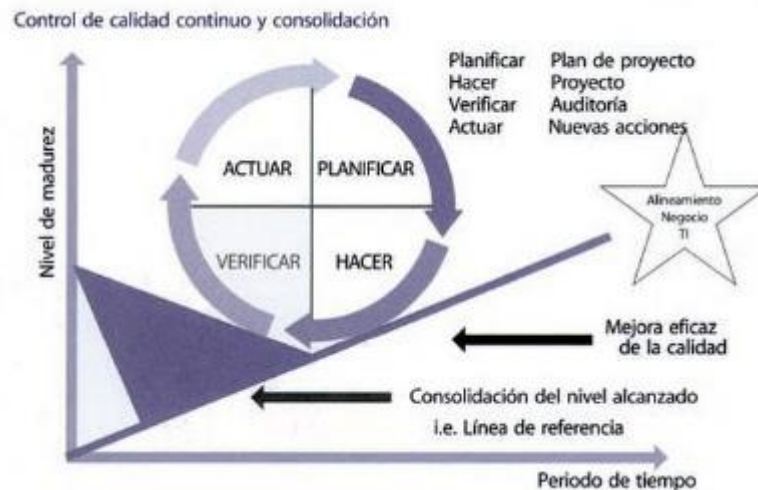 Control de calidad continuo y consolidación
Planificar Plan de proyecto
Hacer Proyecto
Verificar Auditoría
Actuar Nuevas acciones
Nivel de madurez
ACTUAR PLANIFICAR
VERIFICAR HACER
Alineamiento
Negocio
TI
Mejora eficaz
de la calidad
Consolidación del nivel alcanzado
i.e. Línea de referencia
Periodo de tiempo